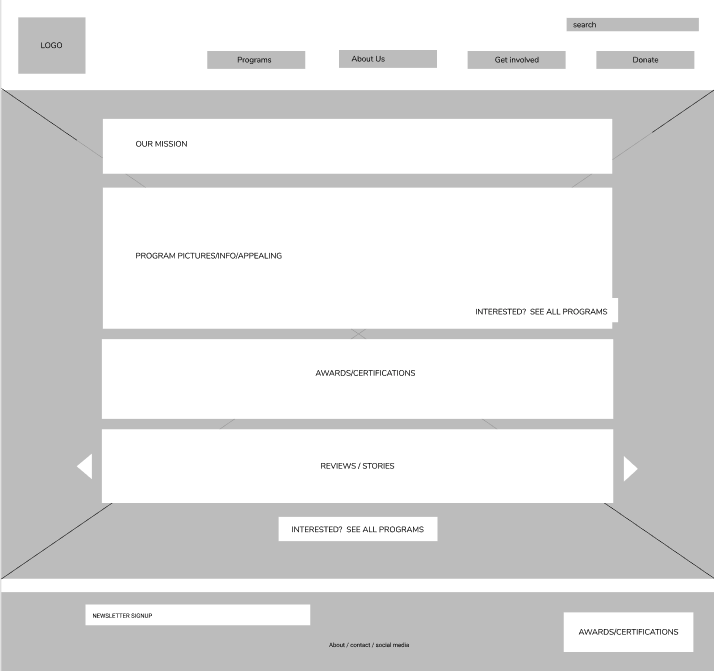 search
LOGO
Programs
About Us
Get involved
Donate
OUR MISSION
PROGRAM PICTURES/INFO/APPEALING
INTERESTED? SEE ALL PROGRAMS
AWARDS/CERTIFICATIONS
REVIEWS / STORIES
INTERESTED? SEE ALL PROGRAMS
NEWSLETTER SIGNUP
About / contact / social media
AWARDS/CERTIFICATIONS